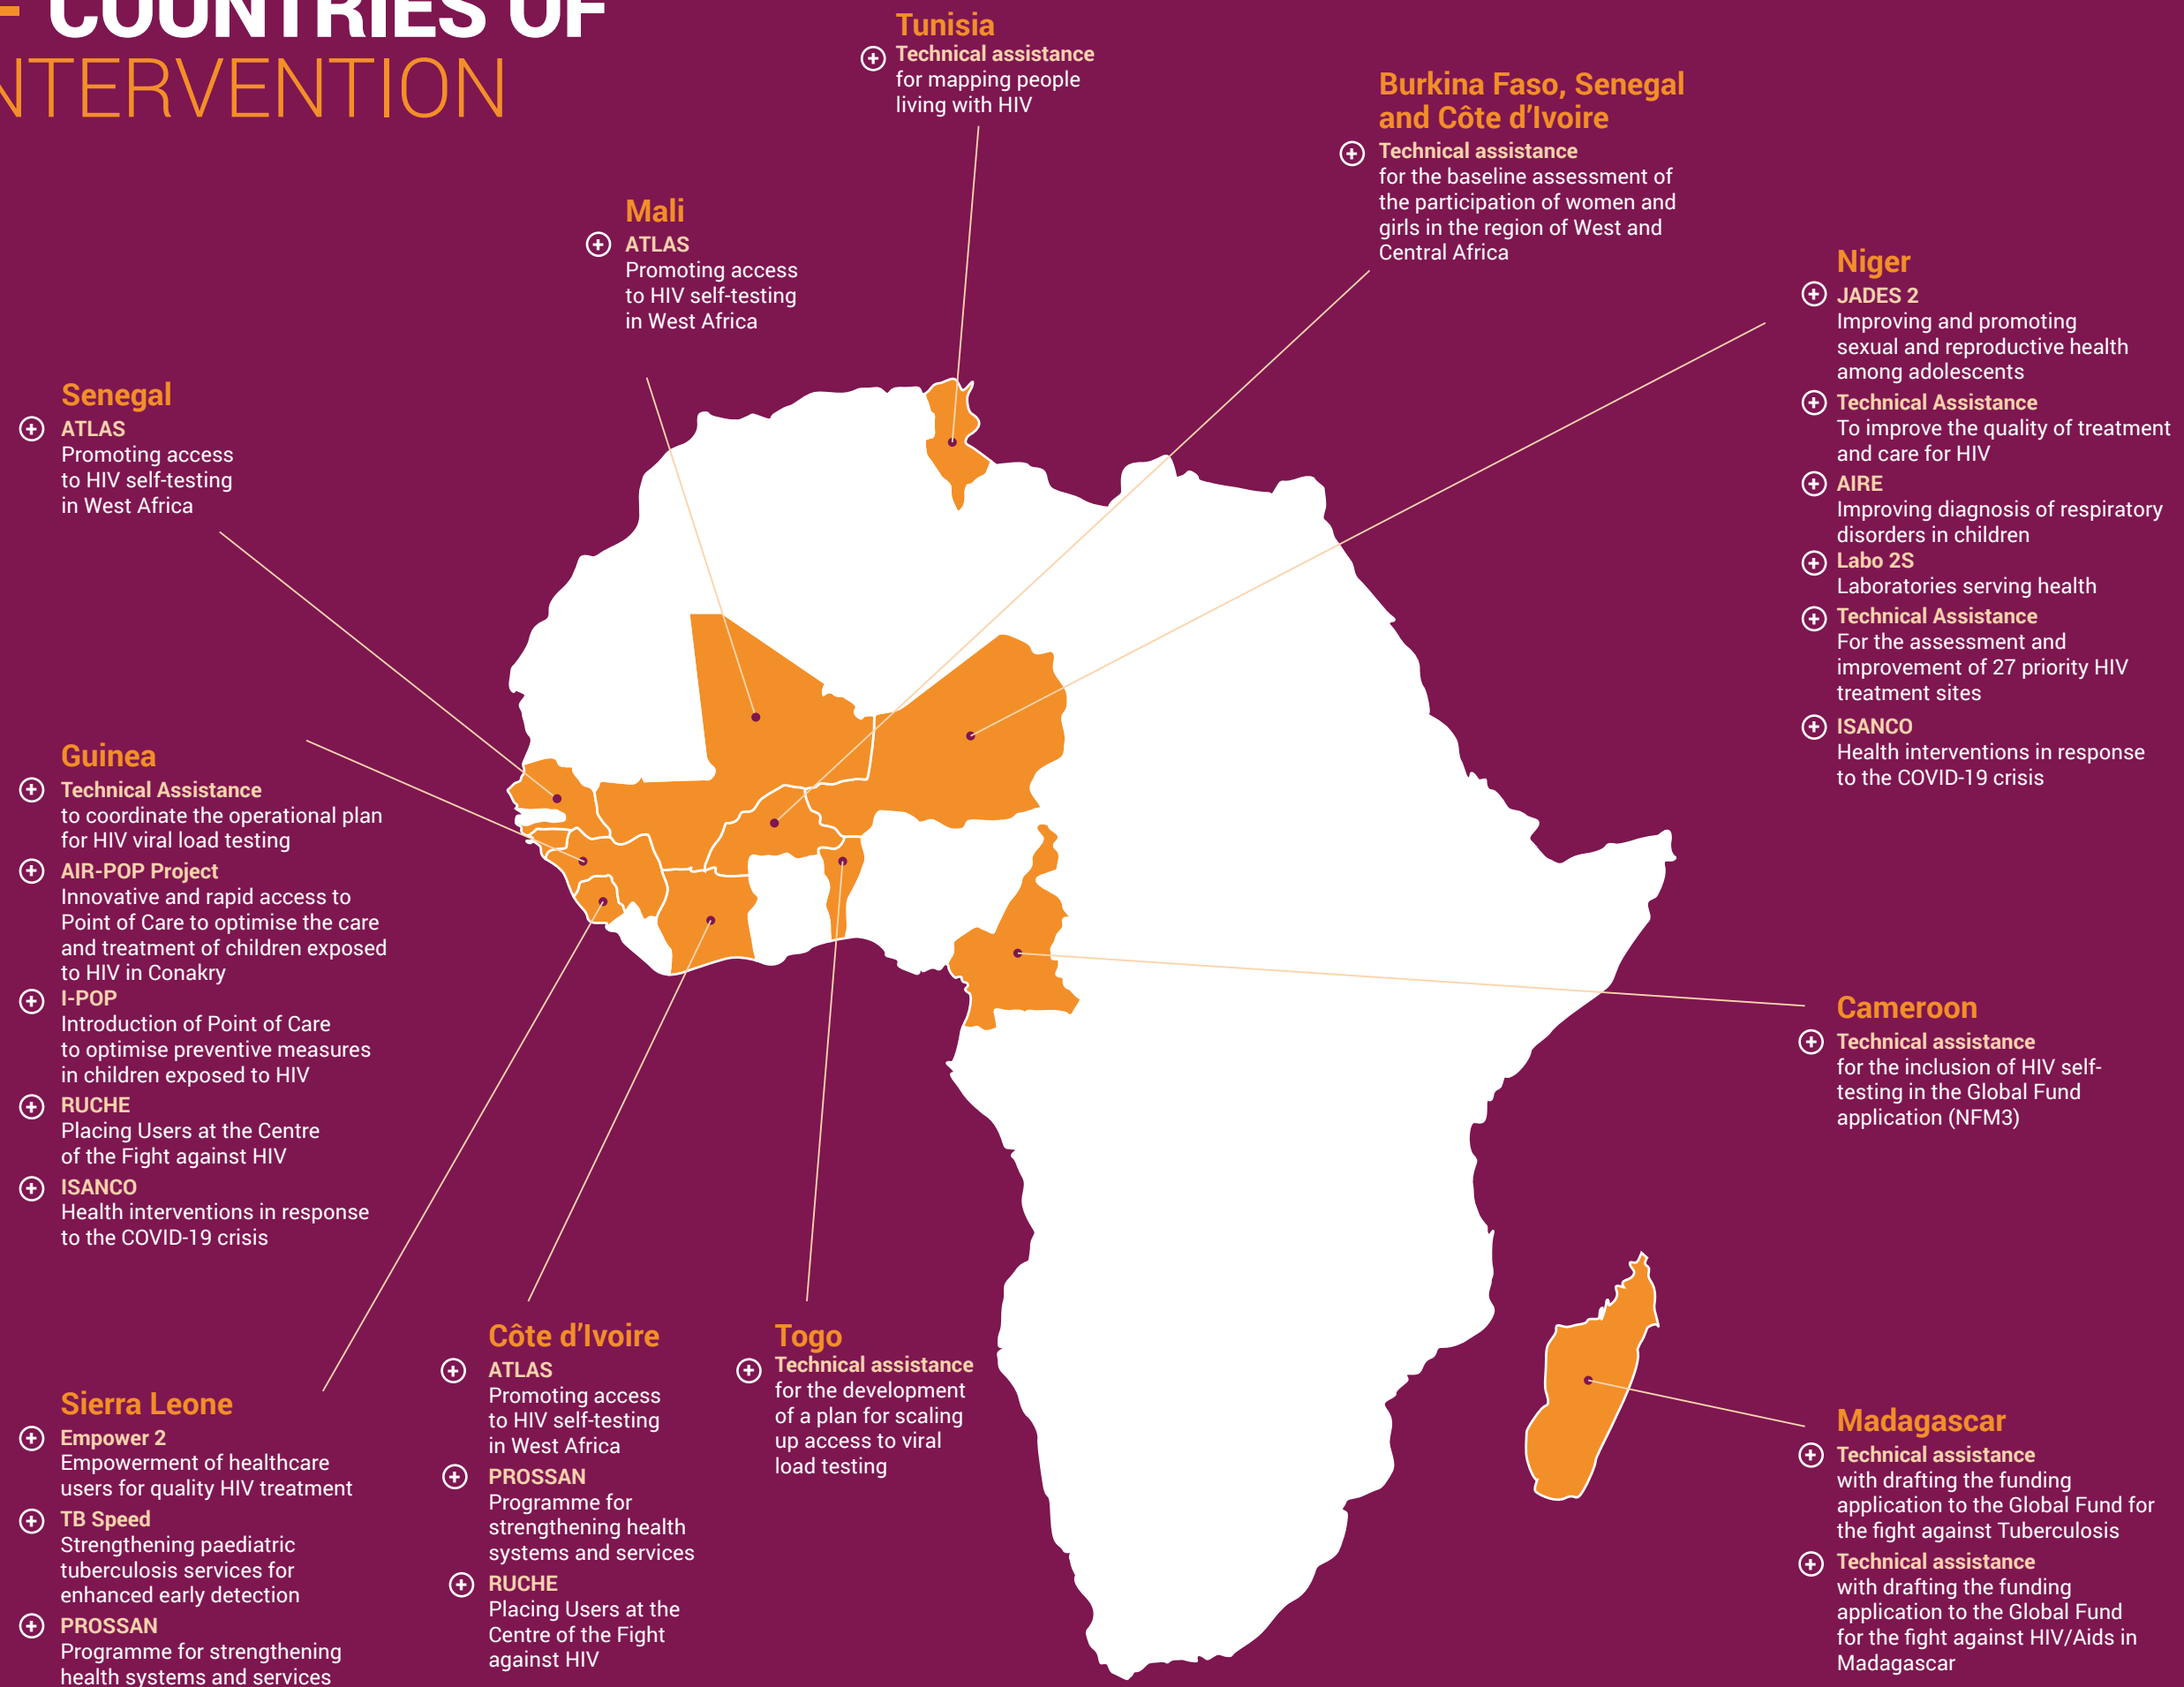 COUNTRIES OF
NTERVENTION
Tunisia
Technical assistance
for mapping people
living with HIV
Burkina Faso, Senegal
and Côte d'Ivoire
Technical assistance
for the baseline assessment of
the participation of women and
girls in the region of West and
Central Africa
Mali
ATLAS
Promoting access
to HIV self-testing
in West Africa
Niger
JADES 2
Improving and promoting
sexual and reproductive health
among adolescents
Technical Assistance
To improve the quality of treatment
and care for HIV
AIRE
Improving diagnosis of respiratory
disorders in children
Labo 2S
Laboratories serving health
Technical Assistance
For the assessment and
improvement of 27 priority HIV
treatment sites
ISANCO
Health interventions in response
to the COVID-19 crisis
Senegal
ATLAS
Promoting access
to HIV self-testing
in West Africa
Guinea
Technical Assistance
to coordinate the operational plan
for HIV viral load testing
AIR-POP Project
Innovative and rapid access to
Point of Care to optimise the care
and treatment of children exposed
to HIV in Conakry
I-POP
Introduction of Point of Care
to optimise preventive measures
in children exposed to HIV
RUCHE
Placing Users at the Centre
of the Fight against HIV
ISANCO
Health interventions in response
to the COVID-19 crisis
Cameroon
Technical assistance
for the inclusion of HIV self-
testing in the Global Fund
application (NFM3)
Sierra Leone
Empower 2
Empowerment of healthcare
users for quality HIV treatment
TB Speed
Strengthening paediatric
tuberculosis services for
enhanced early detection
PROSSAN
Programme for strengthening
health systems and services
Côte d'Ivoire
ATLAS
Promoting access
to HIV self-testing
in West Africa
PROSSAN
Programme for
strengthening health
systems and services
RUCHE
Placing Users at the
Centre of the Fight
against HIV
Togo
Technical assistance
for the development
of a plan for scaling
up access to viral
load testing
Madagascar
Technical assistance
with drafting the funding
application to the Global Fund for
the fight against Tuberculosis
Technical assistance
with drafting the funding
application to the Global Fund
for the fight against HIV/Aids in
Madagascar